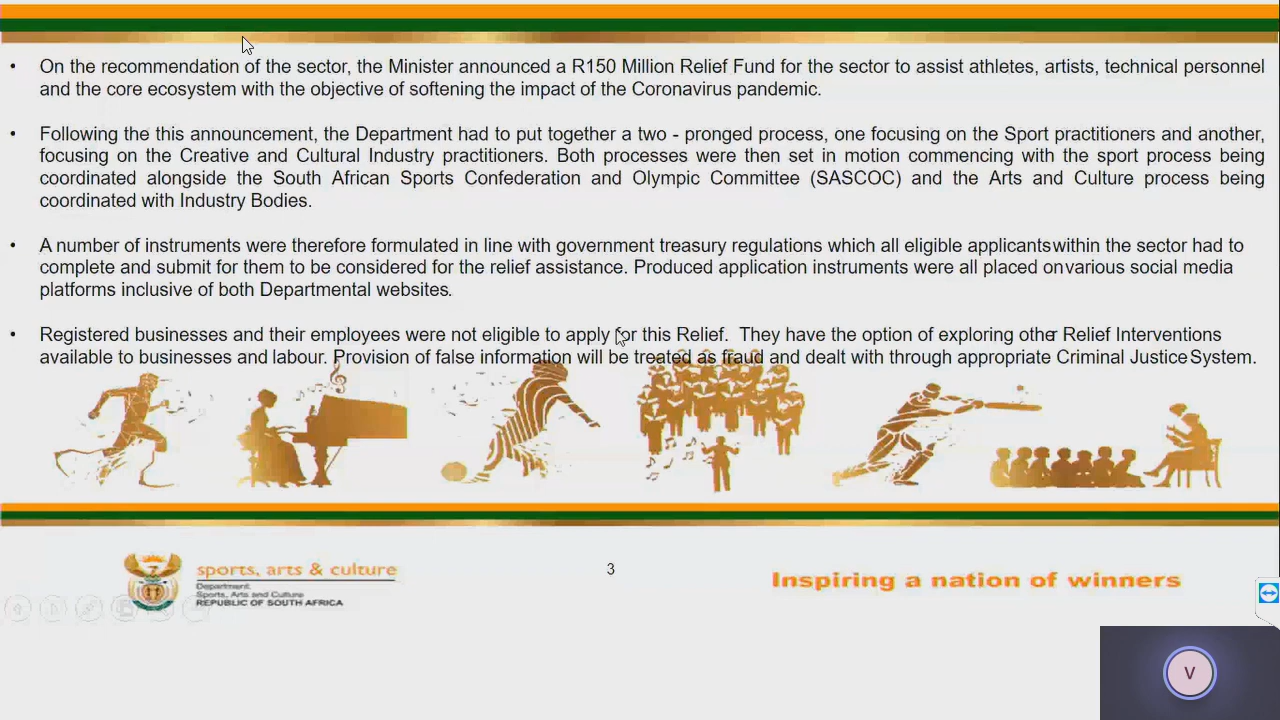 • On the recommendation of the sector, the Minister announced a R150 Million Relief Fund for the sector to assist athletes, artists, technical personnel
and the core ecosystem with the objective of softening the impact of the Coronavirus pandemic.
• Following the this announcement, the Department had to put together a two - pronged process, one focusing on the Sport practitioners and another,
focusing on the Creative and Cultural Industry practitioners. Both processes were then set in motion commencing with the sport process being
coordinated alongside the South African Sports Confederation and Olympic Committee (SASCOC) and the Arts and Culture process being
coordinated with Industry Bodies.
• A number of instruments were therefore formulated in line with government treasury regulations which all eligible applicants within the sector had to
complete and submit for them to be considered for the relief assistance. Produced application instruments were all placed on various social media
platforms inclusive of both Departmental websites.
• Registered businesses and their employees were not eligible to apply for this Relief. They have the option of exploring other Relief Interventions
available to businesses and labour. Provision of false information will be treated as fraud and dealt with through appropriate Criminal Justice System.
sports, arts & culture
Department:
Sports, Arts and Culture
REPUBLIC OF SOUTH AFRICA
3
Inspiring a nation of winners
V